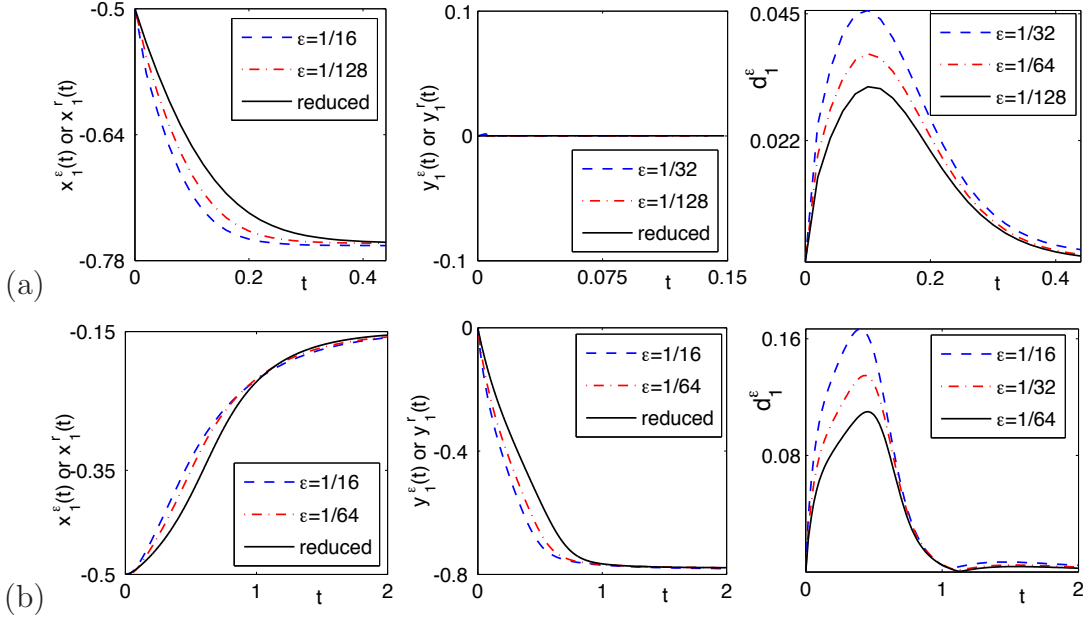 (a)
-0.5
-0.64
-0.78
0
0.2
0.4
t
x₁^ε(t) or x₁^r(t)
ε=1/16
ε=1/128
reduced
0.1
0
-0.1
0
0.075
0.15
t
y₁^ε(t) or y₁^r(t)
ε=1/32
ε=1/128
reduced
0.045
0.022
0
0.2
0.4
t
d₁^ε
ε=1/32
ε=1/64
ε=1/128
(b)
-0.15
-0.35
-0.5
0
1
2
t
x₁^ε(t) or x₁^r(t)
ε=1/16
ε=1/64
reduced
0
-0.4
-0.8
0
1
2
t
y₁^ε(t) or y₁^r(t)
ε=1/16
ε=1/64
reduced
0.16
0.08
0
1
2
t
d₁^ε
ε=1/16
ε=1/32
ε=1/64